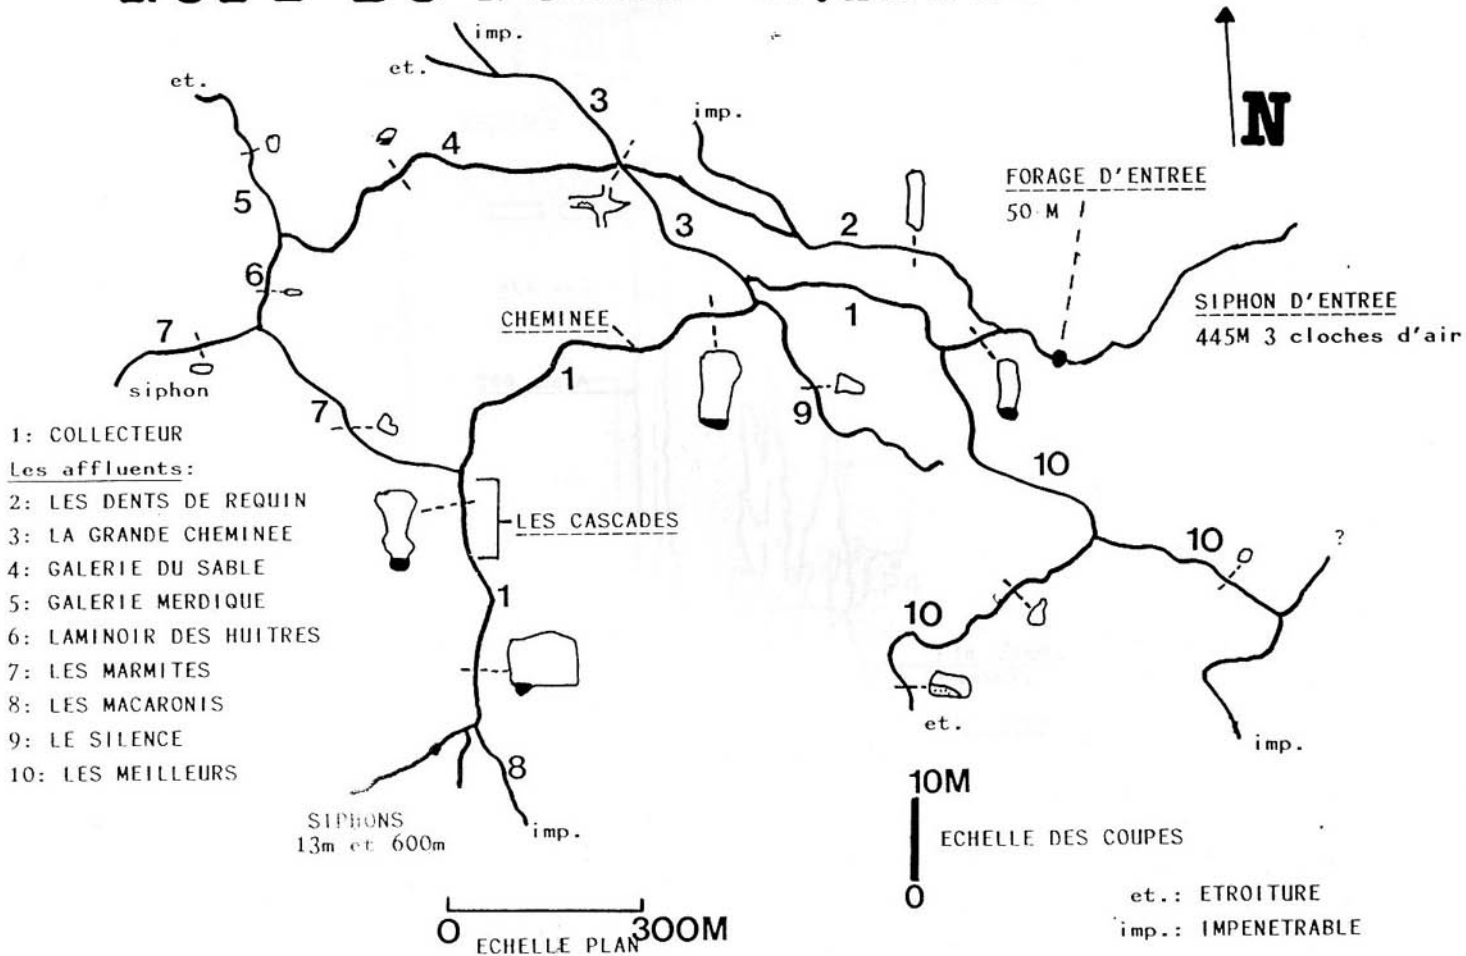 imp.
et.
et.
3
imp.
N
4
FORAGE D'ENTREE
50 M
5
3
2
6
SIPHON D'ENTREE
445M 3 cloches d'air
CHEMINEE
1
7
siphon
1
7
9
1: COLLECTEUR
Les affluents:
2: LES DENTS DE REQUIN
3: LA GRANDE CHEMINEE
4: GALERIE DU SABLE
5: GALERIE MERDIQUE
6: LAMINOIR DES HUITRES
7: LES MARMITES
8: LES MACARONIS
9: LE SILENCE
10: LES MEILLEURS
10
LES CASCADES
10
?
1
10
et.
imp.
8
SIPHONS
13m et 600m
imp.
10M
ECHELLE DES COUPES
0
et.: ETROITURE
imp.: IMPENETRABLE
0 300M
ECHELLE PLAN